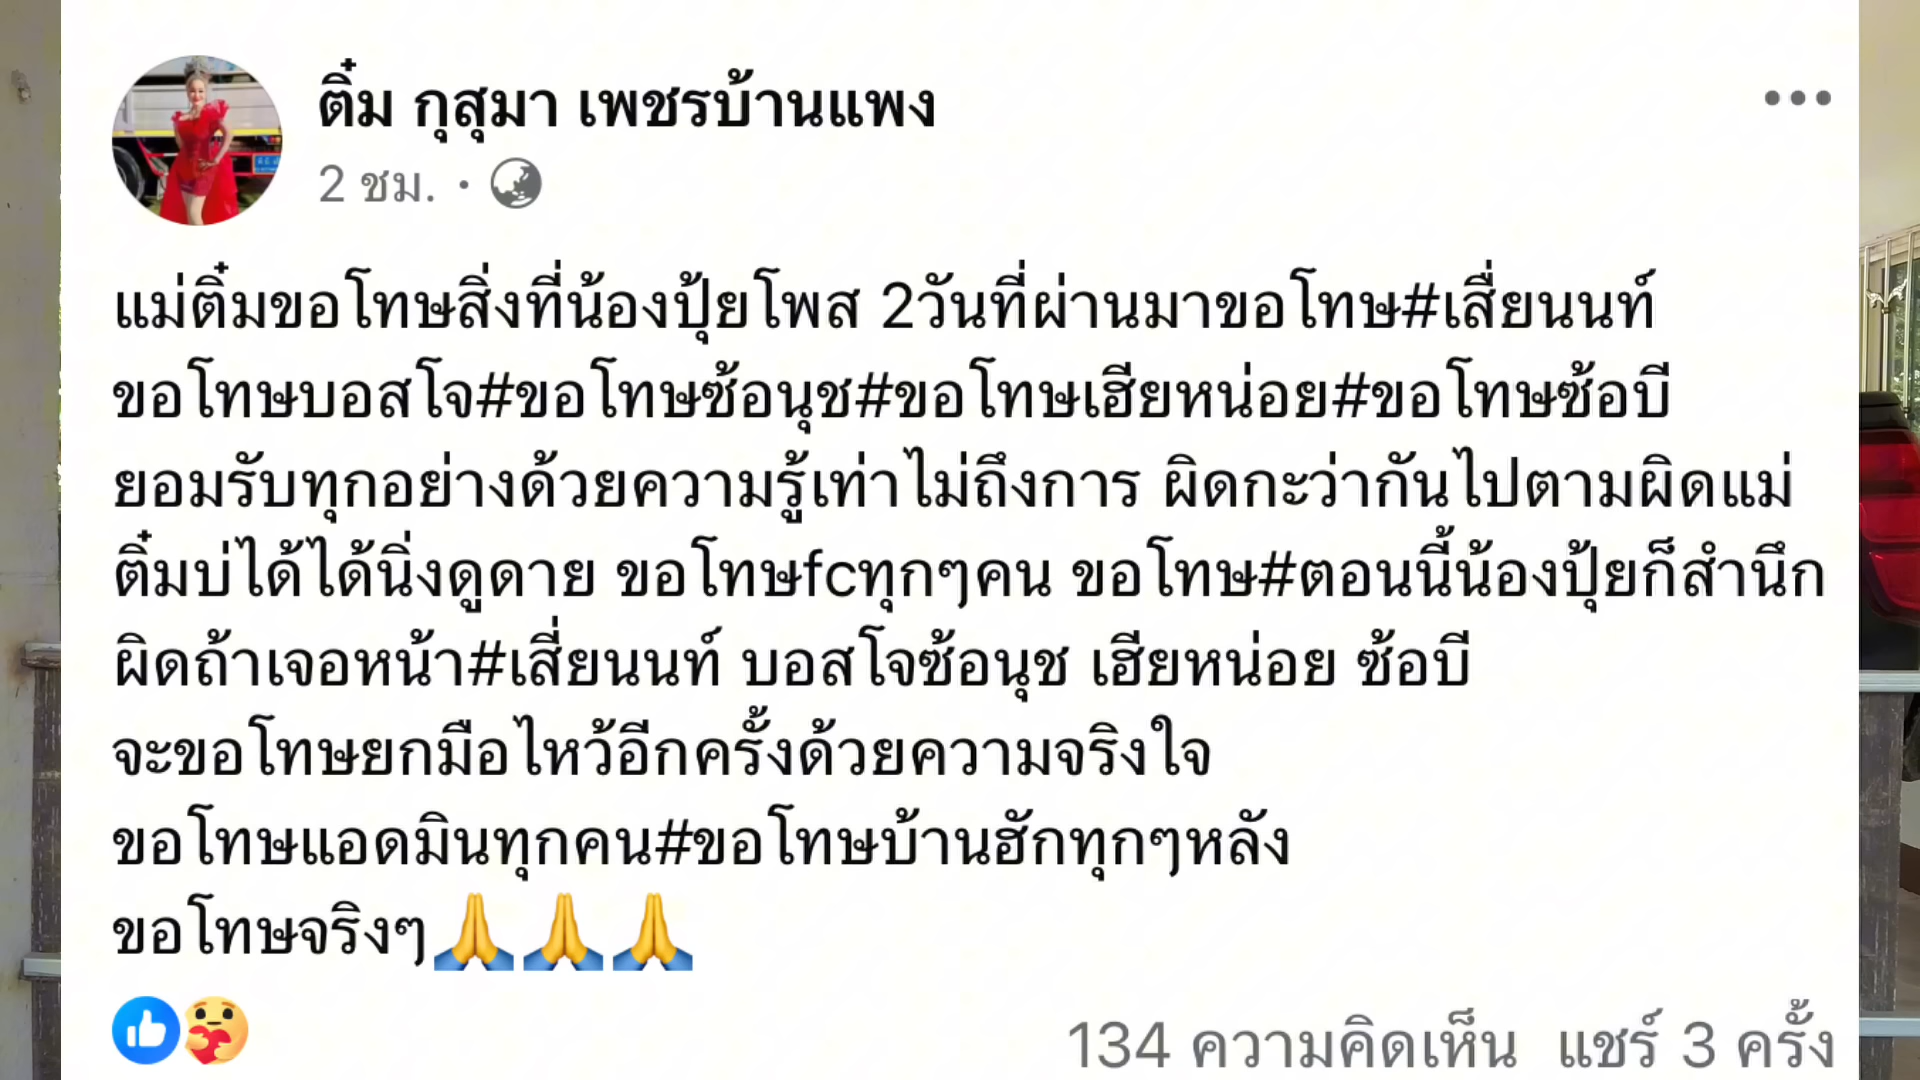 ติ๋ม กุสุมา เพชรบ้านแพง
2 ชม.
แม่ติ๋มขอโทษสิ่งที่น้องปุ้ยโพส 2วันที่ผ่านมาขอโทษ#เสื่ยนนท์
ขอโทษบอสโจ#ขอโทษซ้อนุช#ขอโทษเฮียหน่อย#ขอโทษซ้อบี
ยอมรับทุกอย่างด้วยความรู้เท่าไม่ถึงการ ผิดกะว่ากันไปตามผิดแม่
ติ๋มบ่ได้ได้นิ่งดูดาย ขอโทษfcทุกๆคน ขอโทษ#ตอนนี้น้องปุ้ยก็สำนึก
ผิดถ้าเจอหน้า#เสี่ยนนท์ บอสโจซ้อนุช เฮียหน่อย ซ้อบี
จะขอโทษยกมือไหว้อีกครั้งด้วยความจริงใจ
ขอโทษแอดมินทุกคน#ขอโทษบ้านฮักทุกๆหลัง
ขอโทษจริงๆ🙏🙏🙏
134 ความคิดเห็น แชร์ 3 ครั้ง